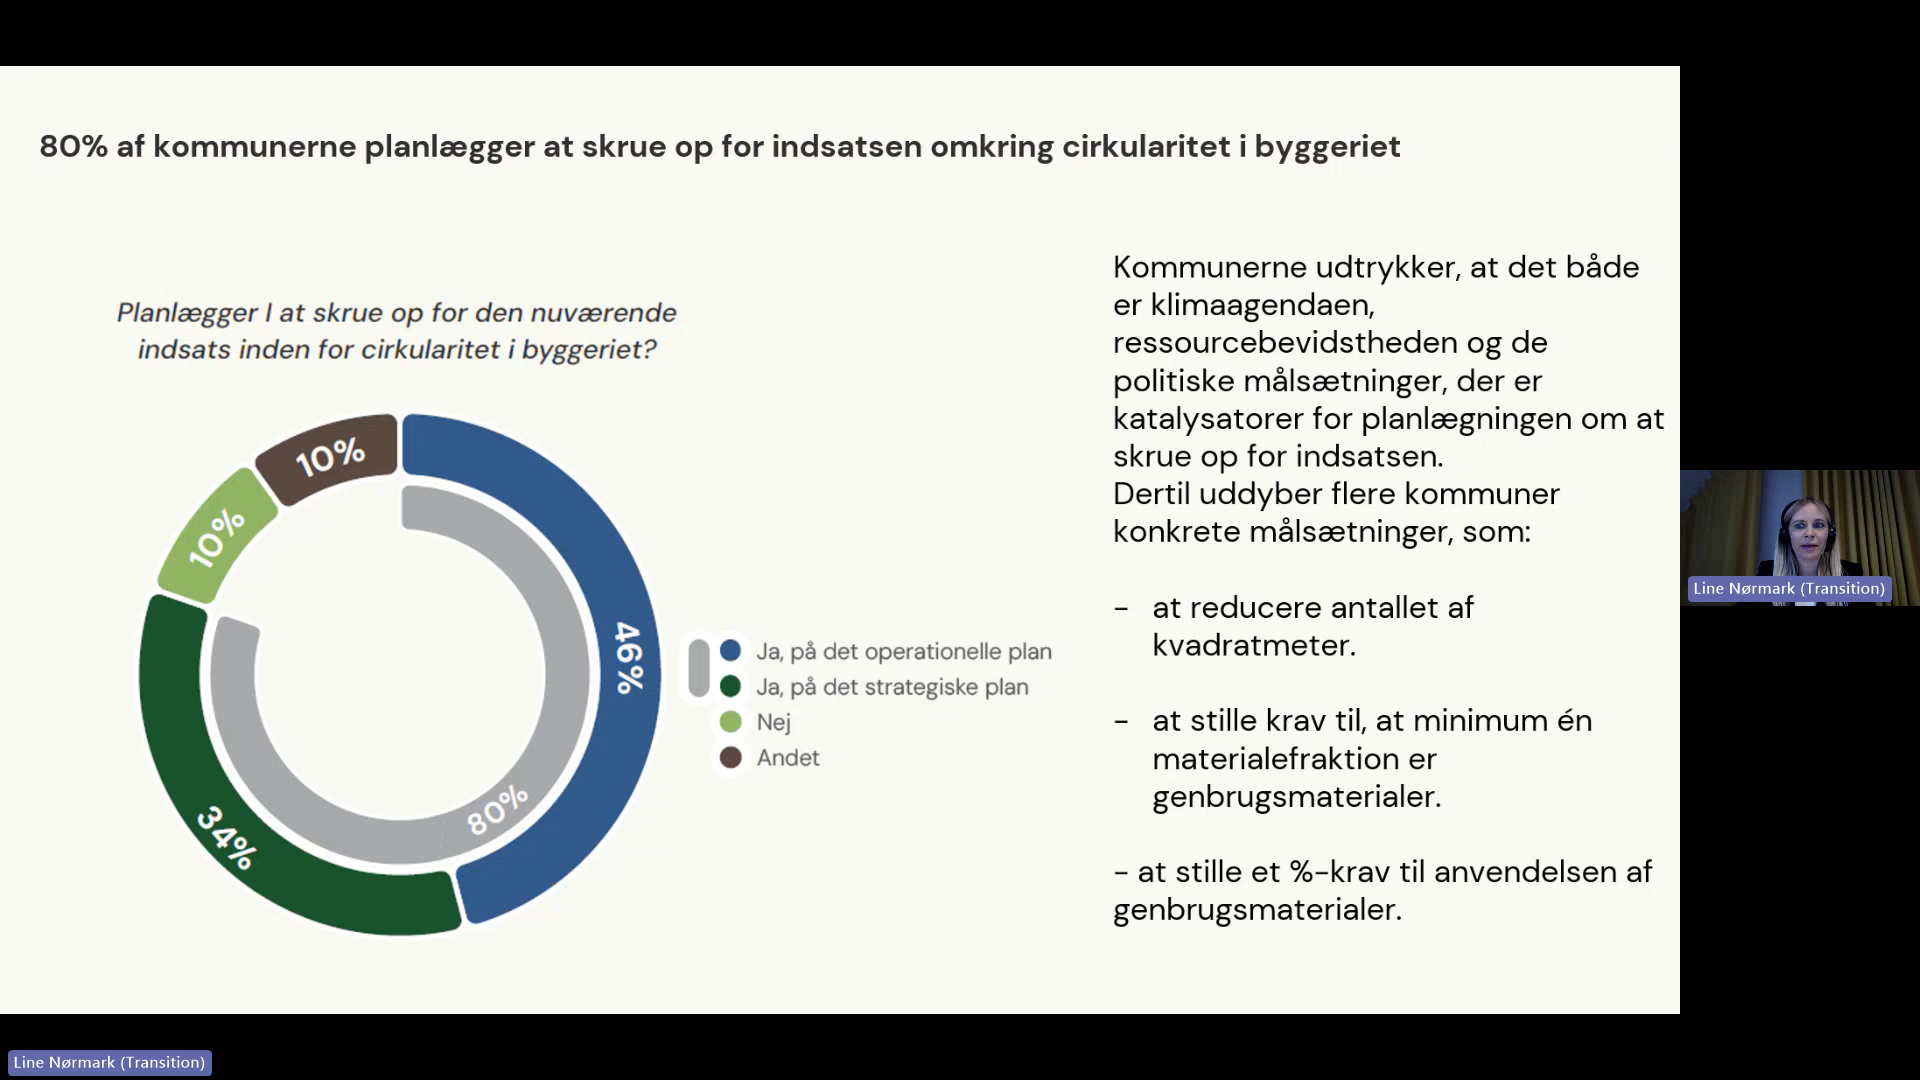 80% af kommunerne planlægger at skrue op for indsatsen omkring cirkularitet i byggeriet
Planlægger I at skrue op for den nuværende
indsats inden for cirkularitet i byggeriet?
10%
10%
46%
34%
80%
Ja, på det operationelle plan
Ja, på det strategiske plan
Nej
Andet
Kommunerne udtrykker, at det både
er klimaagendaen,
ressourcebevidstheden og de
politiske målsætninger, der er
katalysatorer for planlægningen om at
skrue op for indsatsen.
Dertil uddyber flere kommuner
konkrete målsætninger, som:
- at reducere antallet af
kvadratmeter.
- at stille krav til, at minimum én
materialefraktion er
genbrugsmaterialer.
- at stille et %-krav til anvendelsen af
genbrugsmaterialer.
Line Nørmark (Transition)
Line Nørmark (Transition)